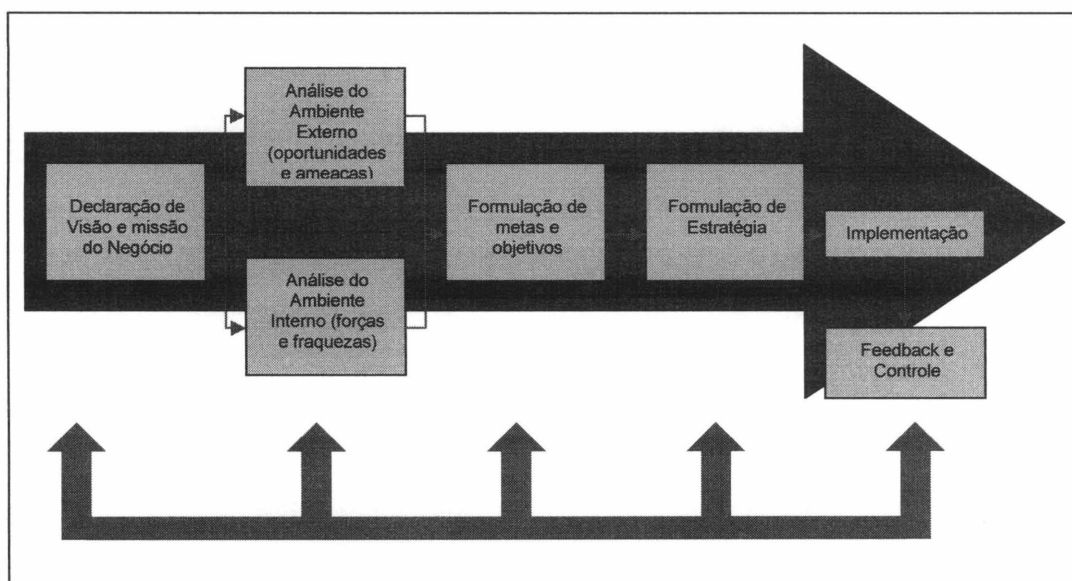 Declaração de
Visão e missão
do Negócio
Análise do
Ambiente
Externo
(oportunidades
e ameacas)
Análise do
Ambiente
Interno (forças
e fraquezas)
Formulação de
metas e
objetivos
Formulação de
Estratégia
Implementação
Feedback e
Controle